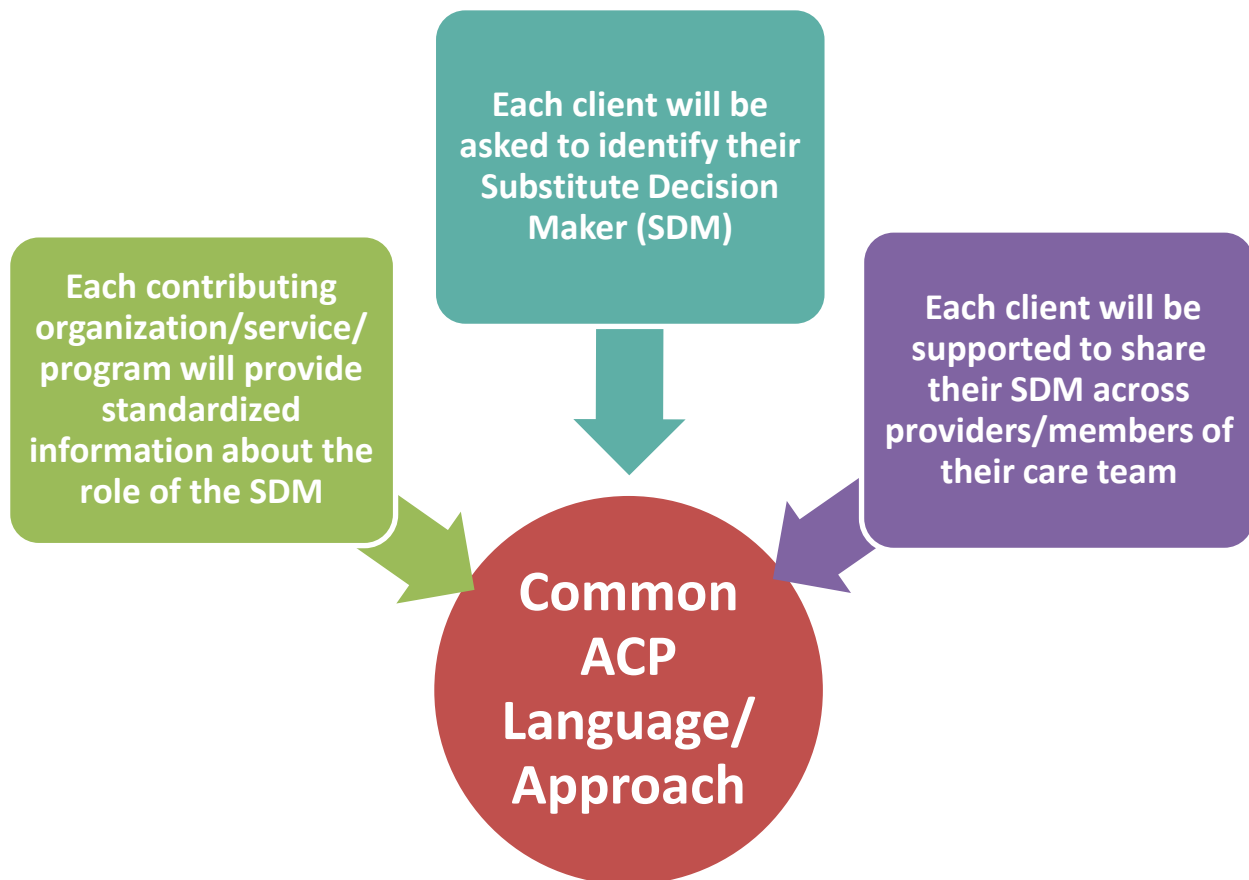 Each client will be
asked to identify their
Substitute Decision
Maker (SDM)
Each contributing
organization/service/
program will provide
standardized
information about the
role of the SDM
Each client will be
supported to share
their SDM across
providers/members of
their care team
Common
ACP
Language/
Approach